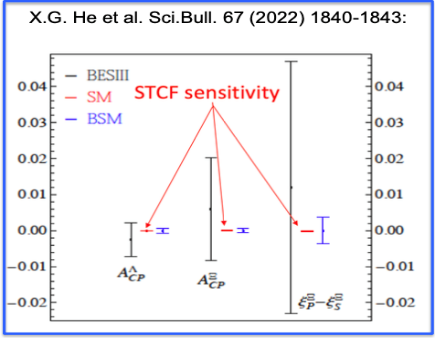 X.G. He et al. Sci.Bull. 67 (2022) 1840-1843:
BESIII
SM
BSM
STCF sensitivity
0.04 0.04
0.03 0.03
0.02 0.02
0.01 0.01
0.00 0.00
−0.01 −0.01
−0.02 −0.02
A^Λ_CP
A^Ξ_CP
ξ^Ξ_P−ξ^Ξ_S